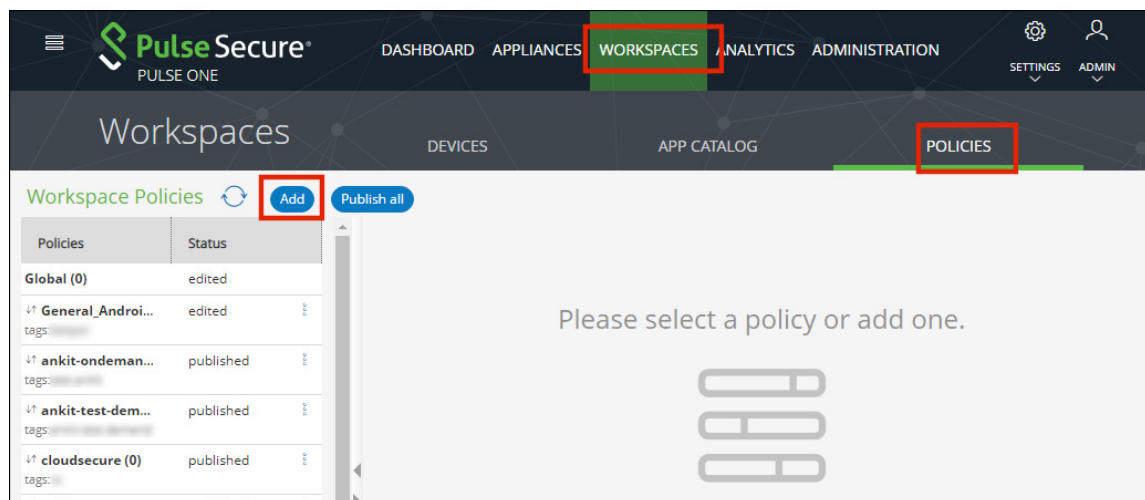 Pulse Secure®
PULSE ONE
DASHBOARD APPLIANCES WORKSPACES ANALYTICS ADMINISTRATION
SETTINGS ADMIN
Workspaces
DEVICES APP CATALOG POLICIES
Workspace Policies Add Publish all
Policies Status
Global (0) edited
General_Androi... edited
tags:
ankit-ondeman... published
tags:
ankit-test-dem... published
tags:
cloudsecure (0) published
tags:
Please select a policy or add one.